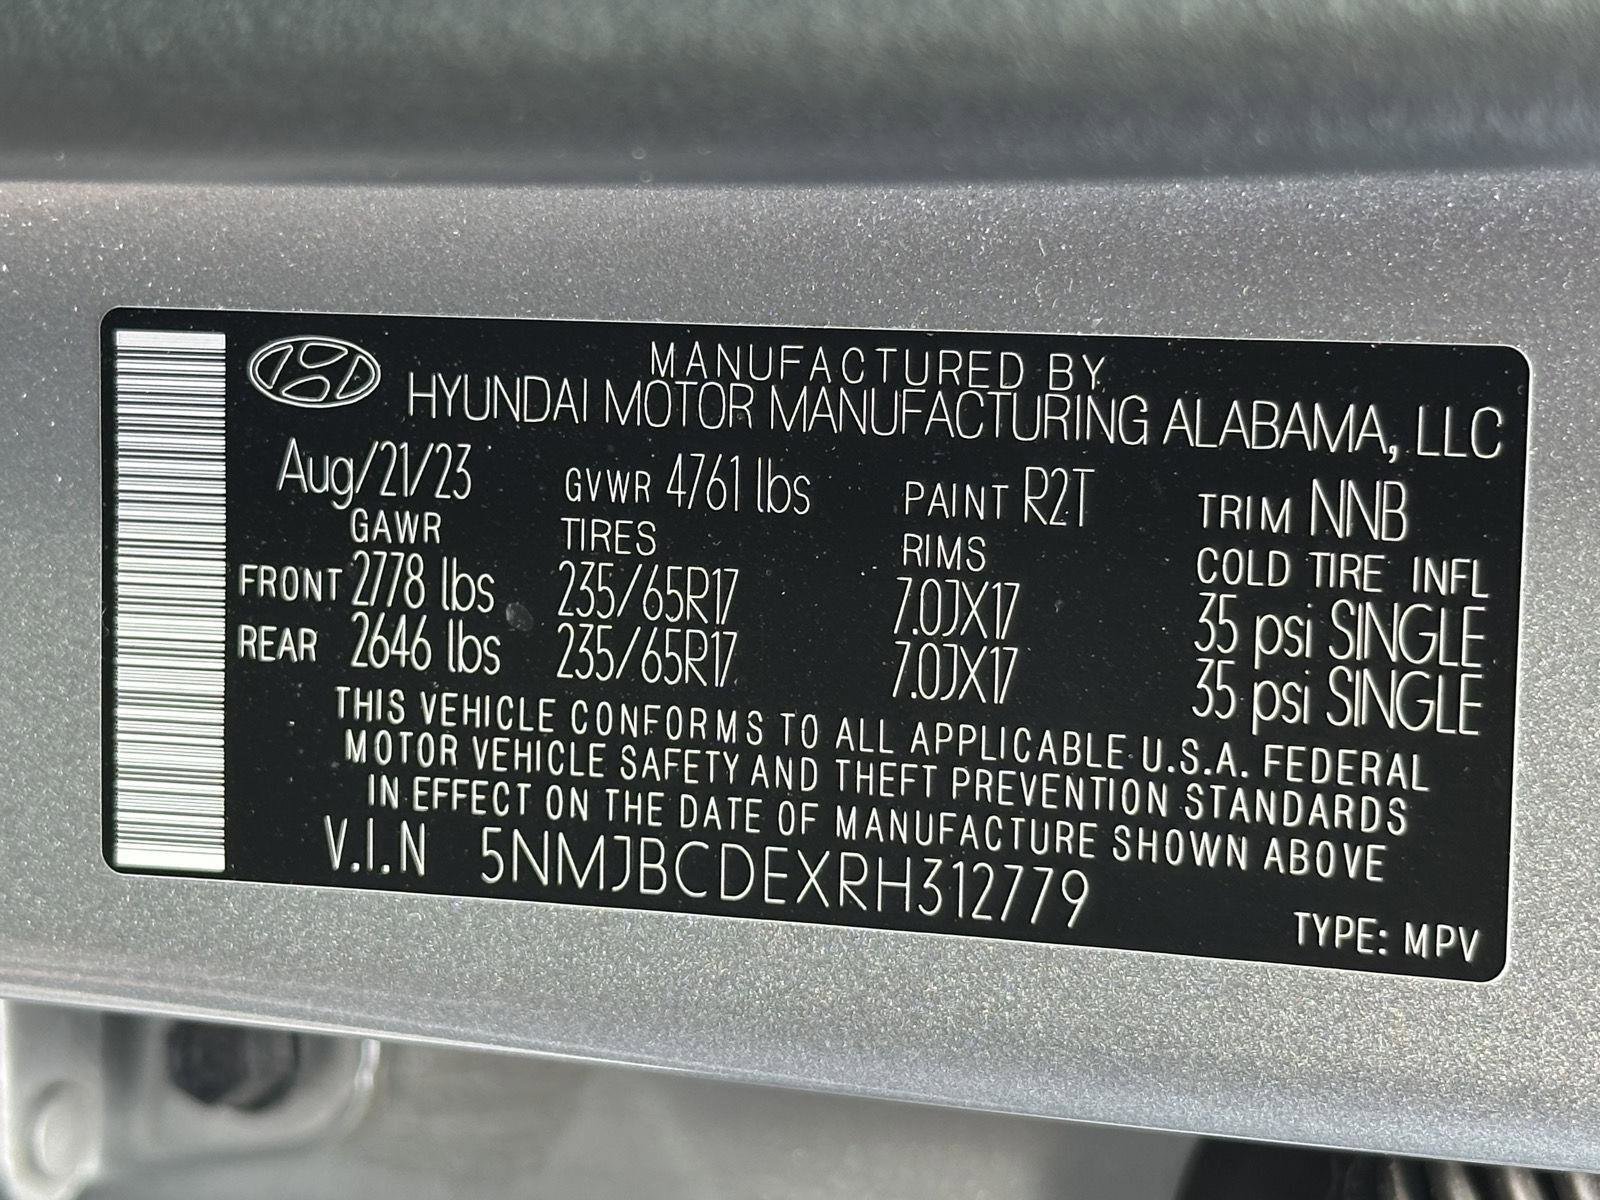 MANUFACTURED BY
HYUNDAI MOTOR MANUFACTURING ALABAMA, LLC
Aug/21/23 GVWR 4761 lbs PAINT R2T TRIM NNB
GAWR TIRES RIMS COLD TIRE INFL
FRONT 2778 lbs 235/65R17 7.0JX17 35 psi SINGLE
REAR 2646 lbs 235/65R17 7.0JX17 35 psi SINGLE
THIS VEHICLE CONFORMS TO ALL APPLICABLE U.S.A. FEDERAL
MOTOR VEHICLE SAFETY AND THEFT PREVENTION STANDARDS
IN EFFECT ON THE DATE OF MANUFACTURE SHOWN ABOVE
V.I.N 5NMJBCDEXRH312779
TYPE: MPV